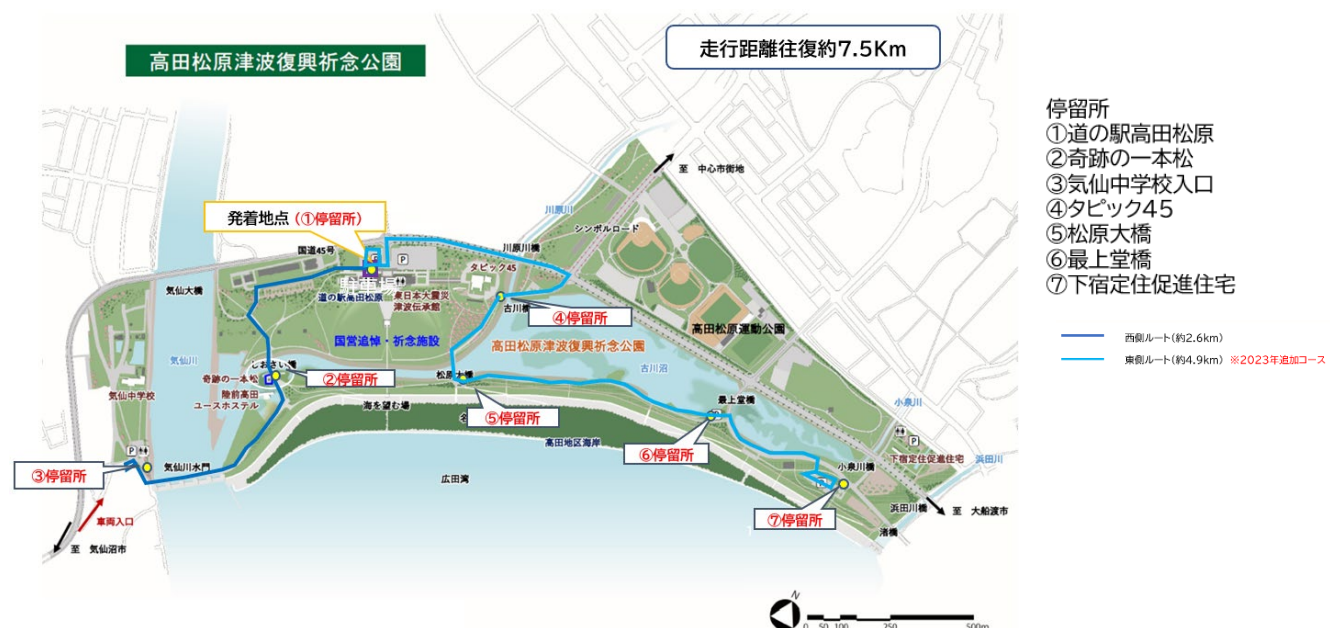 高田松原津波復興祈念公園
走行距離往復約7.5Km
停留所
①道の駅高田松原
②奇跡の一本松
③気仙中学校入口
④タピック45
⑤松原大橋
⑥最上堂橋
⑦下宿定住促進住宅
西側ルート(約2.6km)
東側ルート(約4.9km) ※2023年追加コース
至 中心市街地
川原川
シンボルロード
発着地点(①停留所)
国道45号
川原川橋
P
タピック45
気仙大橋
駐車場
道の駅高田松原
東日本大震災
津波伝承館
古川橋
④停留所
高田松原運動公園
国営追悼・祈念施設
高田松原津波復興祈念公園
気仙川
古川沼
しおさい橋
②停留所
松原大橋
奇跡の一本松
気仙中学校
陸前高田
ユースホステル
海を望む場
⑤停留所
最上堂橋
小泉川
P
高田地区海岸
⑥停留所
下宿定住促進住宅
浜田川
P
気仙川水門
小泉川橋
③停留所
広田湾
浜田川橋
至 大船渡市
⑦停留所
車両入口
渚橋
至 気仙沼市
N
0 50 100 250 500m